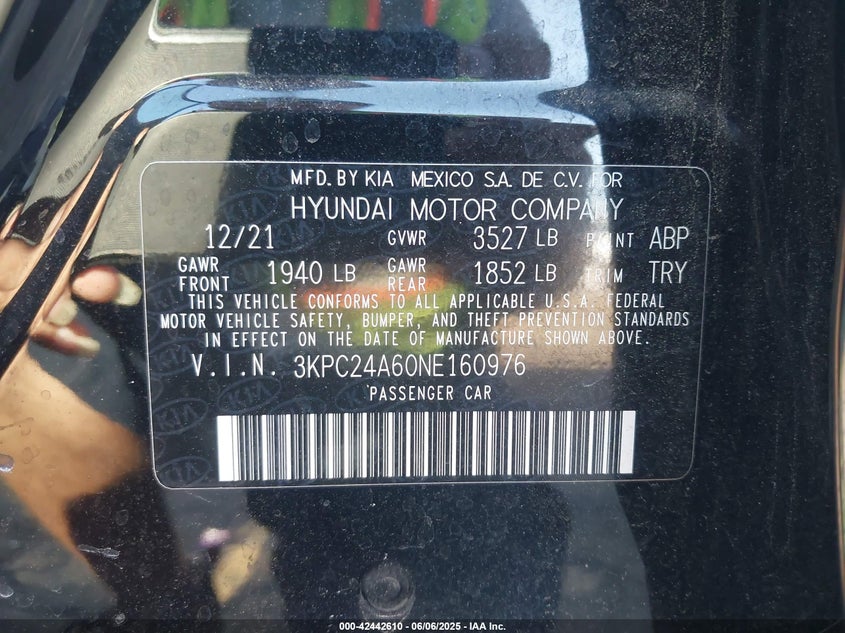 MFD. BY KIA MEXICO S.A. DE C.V. FOR
HYUNDAI MOTOR COMPANY
12/21 GVWR 3527 LB PAINT ABP
GAWR FRONT 1940 LB GAWR REAR 1852 LB TRIM TRY
THIS VEHICLE CONFORMS TO ALL APPLICABLE U.S.A. FEDERAL
MOTOR VEHICLE SAFETY, BUMPER, AND THEFT PREVENTION STANDARDS
IN EFFECT ON THE DATE OF MANUFACTURE SHOWN ABOVE.
V.I.N. 3KPC24A60NE160976
PASSENGER CAR
000-42442610 - 06/06/2025 - IAA Inc.